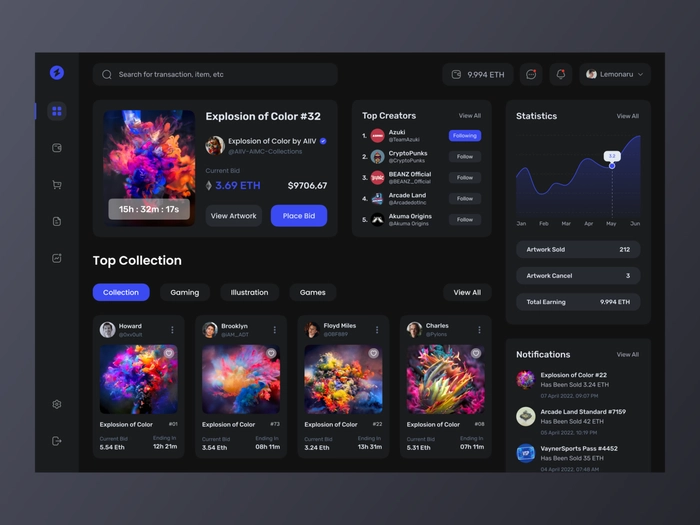 Search for transaction, item, etc
9.994 ETH
Lemonaru
Explosion of Color #32
Explosion of Color by AIIV
@AIIV-AIMC-Collections
Current Bid
3.69 ETH
$9706.67
15h : 32m : 17s
View Artwork
Place Bid
Top Creators
View All
1.
Azuki
@TeamAzuki
Following
2.
CryptoPunks
@CryptoPunks
Follow
3.
BEANZ Official
@BEANZ_Official
Follow
4.
Arcade Land
@ArcadedotInc
Follow
5.
Akuma Origins
@Akuma Origins
Follow
Statistics
View All
32
Jan
Feb
Mar
Apr
May
Jun
Artwork Sold
212
Artwork Cancel
3
Total Earning
9.994 ETH
Top Collection
Collection
Gaming
Illustration
Games
View All
Howard
Explosion of Color
#01
Current Bid
Ending In
5.54 Eth
12h 21m
Brooklyn
@AM_ADT
Explosion of Color
#73
Current Bid
Ending In
3.54 Eth
08h 11m
Floyd Miles
Explosion of Color
#22
Current Bid
Ending In
3.24 Eth
13h 31m
Charles
@Pylons
Explosion of Color
#08
Current Bid
Ending In
5.31 Eth
07h 11m
Notifications
View All
Explosion of Color #22
Has Been Sold 3.24 ETH
07 April 2022, 09:07 PM
Arcade Land Standard #7159
Has Been Sold 42 ETH
05 April 2022, 10:19 PM
VIP
VaynerSports Pass #4452
Has Been Sold 35 ETH
04 April 2022, 07:48 AM